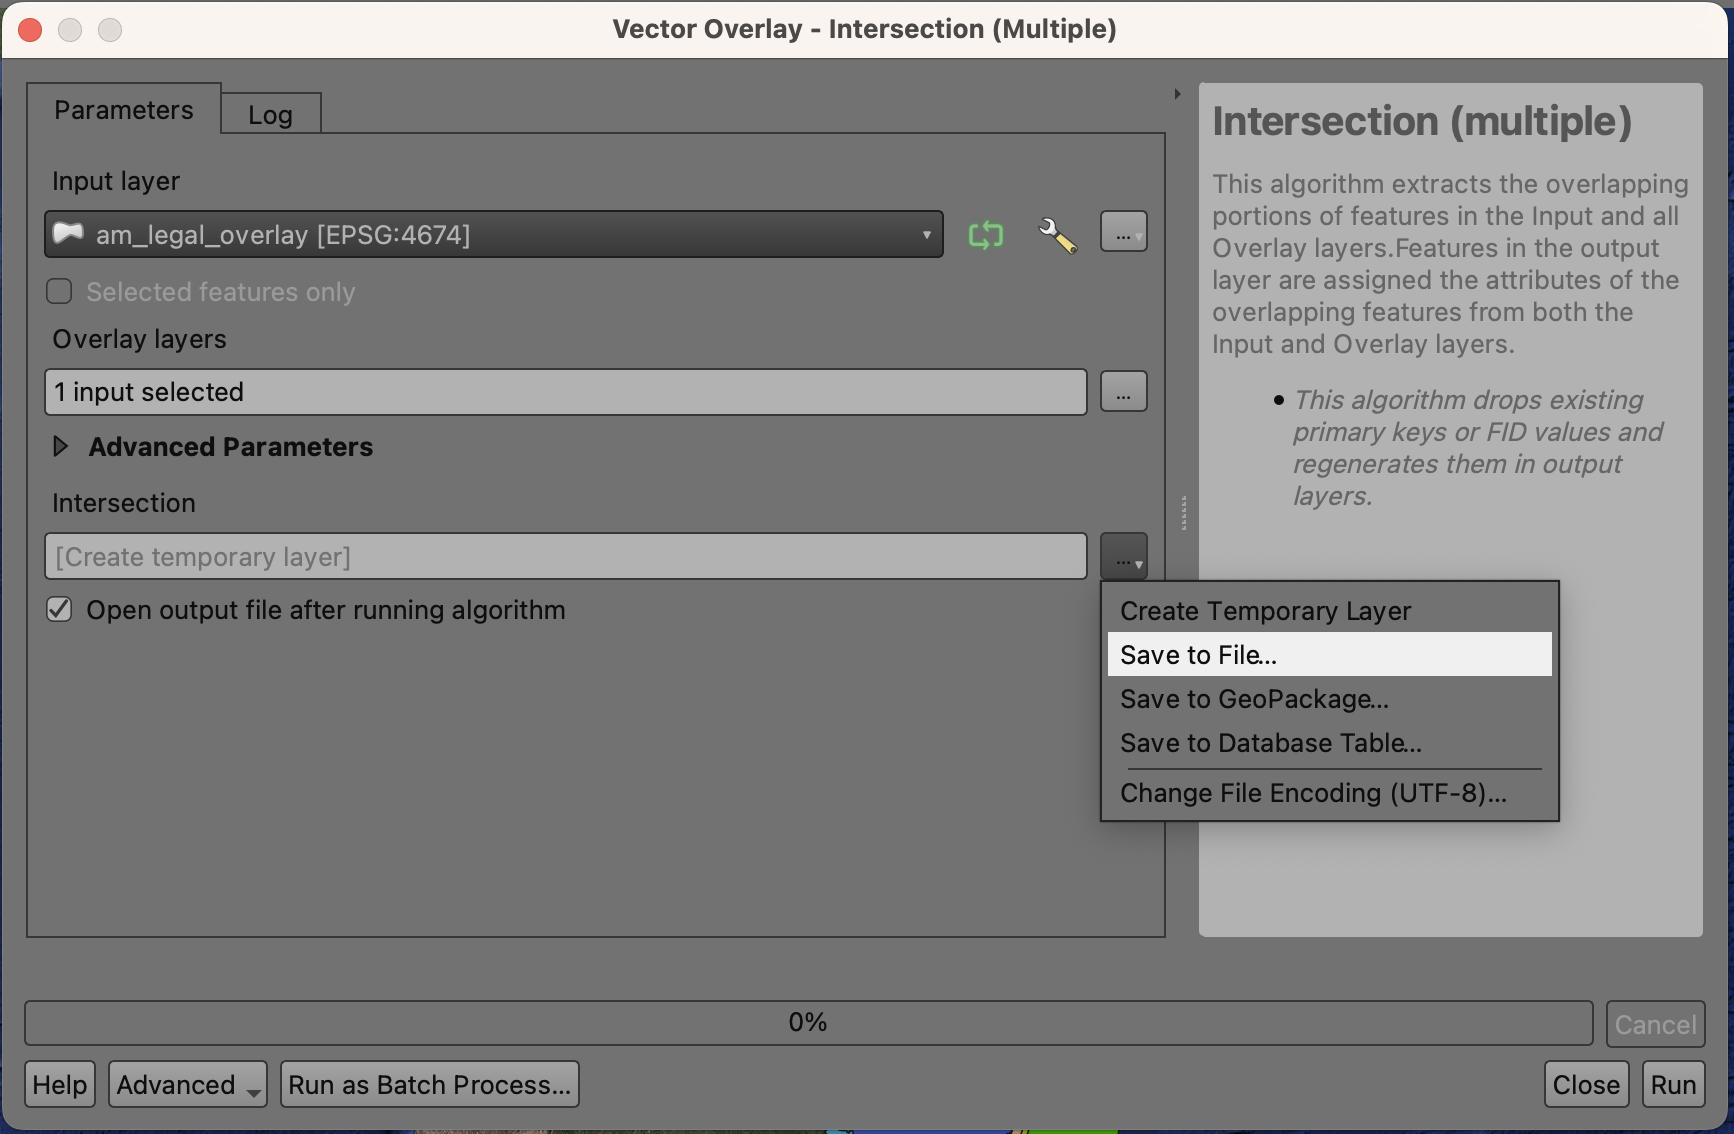 Vector Overlay - Intersection (Multiple)
Parameters
Log
Input layer
am_legal_overlay [EPSG:4674]
...
Selected features only
Overlay layers
1 input selected
...
Advanced Parameters
Intersection
[Create temporary layer]
...
Open output file after running algorithm
Create Temporary Layer
Save to File...
Save to GeoPackage...
Save to Database Table...
Change File Encoding (UTF-8)...
Intersection (multiple)
This algorithm extracts the overlapping
portions of features in the Input and all
Overlay layers.Features in the output
layer are assigned the attributes of the
overlapping features from both the
Input and Overlay layers.
This algorithm drops existing
primary keys or FID values and
regenerates them in output
layers.
0%
Cancel
Help
Advanced
Run as Batch Process...
Close
Run